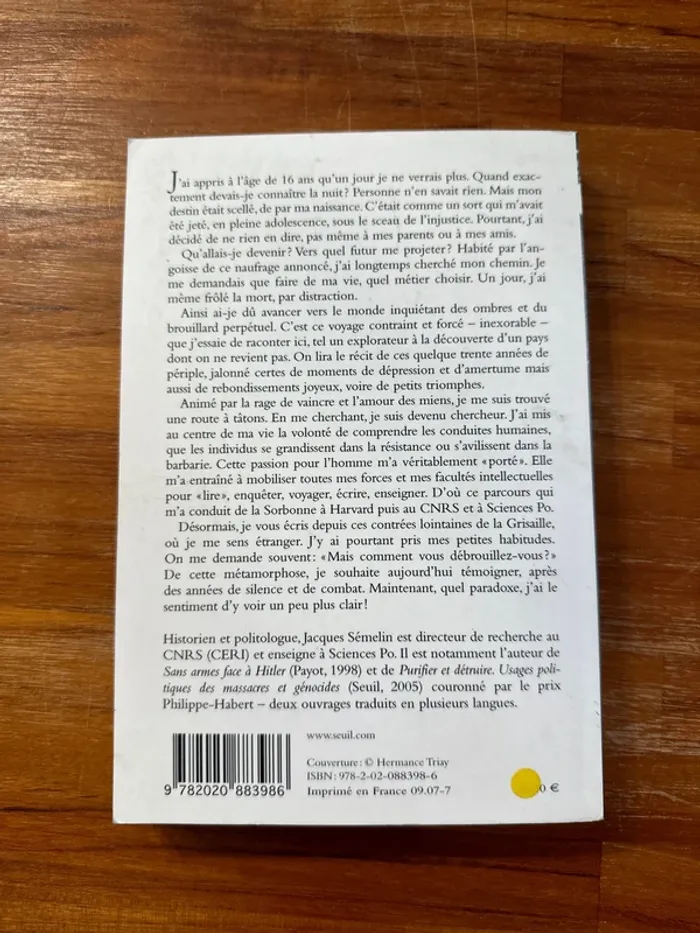 J'ai appris à l'âge de 16 ans qu'un jour je ne verrais plus. Quand exac-
tement devais-je connaître la nuit ? Personne n'en savait rien. Mais mon
destin était scellé, de par ma naissance. C'était comme un sort qui m'avait
été jeté, en pleine adolescence, sous le sceau de l'injustice. Pourtant, j'ai
décidé de ne rien en dire, pas même à mes parents ou à mes amis.
Qu'allais-je devenir ? Vers quel futur me projeter ? Habité par l'an-
goisse de ce naufrage annoncé, j'ai longtemps cherché mon chemin. Je
me demandais que faire de ma vie, quel métier choisir. Un jour, j'ai
même frôlé la mort, par distraction.
Ainsi ai-je dû avancer vers le monde inquiétant des ombres et du
brouillard perpétuel. C'est ce voyage contraint et forcé – inexorable –
que j'essaie de raconter ici, tel un explorateur à la découverte d'un pays
dont on ne revient pas. On lira le récit de ces quelque trente années de
périple, jalonné certes de moments de dépression et d'amertume mais
aussi de rebondissements joyeux, voire de petits triomphes.
Animé par la rage de vaincre et l'amour des miens, je me suis trouvé
une route à tâtons. En me cherchant, je suis devenu chercheur. J'ai mis
au centre de ma vie la volonté de comprendre les conduites humaines,
que les individus se grandissent dans la résistance ou s'avilissent dans la
barbarie. Cette passion pour l'homme m'a véritablement «porté». Elle
m'a entraîné à mobiliser toutes mes forces et mes facultés intellectuelles
pour «lire», enquêter, voyager, écrire, enseigner. D'où ce parcours qui
m'a conduit de la Sorbonne à Harvard puis au CNRS et à Sciences Po.
Désormais, je vous écris depuis ces contrées lointaines de la Grisaille,
où je me sens étranger. J'y ai pourtant pris mes petites habitudes.
On me demande souvent : «Mais comment vous débrouillez-vous ?»
De cette métamorphose, je souhaite aujourd'hui témoigner, après
des années de silence et de combat. Maintenant, quel paradoxe, j'ai le
sentiment d'y voir un peu plus clair !
Historien et politologue, Jacques Sémelin est directeur de recherche au
CNRS (CERI) et enseigne à Sciences Po. Il est notamment l'auteur de
Sans armes face à Hitler (Payot, 1998) et de Purifier et détruire. Usages poli-
tiques des massacres et génocides (Seuil, 2005) couronné par le prix
Philippe-Habert – deux ouvrages traduits en plusieurs langues.
www.seuil.com
Couverture : © Hermance Triay
ISBN : 978-2-02-088398-6
Imprimé en France 09.07-7
9 782020 883986
0 €